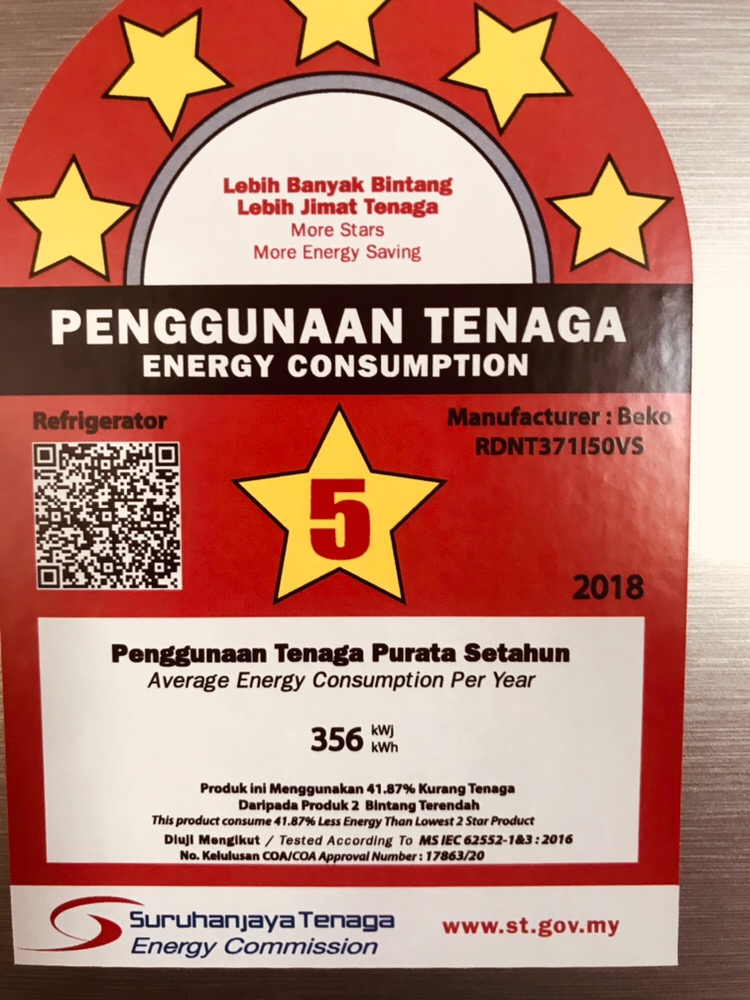 Lebih Banyak Bintang
Lebih Jimat Tenaga
More Stars
More Energy Saving
PENGGUNAAN TENAGA
ENERGY CONSUMPTION
Refrigerator
Manufacturer : Beko
RDNT371I50VS
5
2018
Penggunaan Tenaga Purata Setahun
Average Energy Consumption Per Year
356 kWj
kWh
Produk ini Menggunakan 41.87% Kurang Tenaga
Daripada Produk 2 Bintang Terendah
This product consume 41.87% Less Energy Than Lowest 2 Star Product
Diuji Mengikut / Tested According To MS IEC 62552-1&3 : 2016
No. Kelulusan COA/COA Approval Number : 17863/20
Suruhanjaya Tenaga
Energy Commission
www.st.gov.my